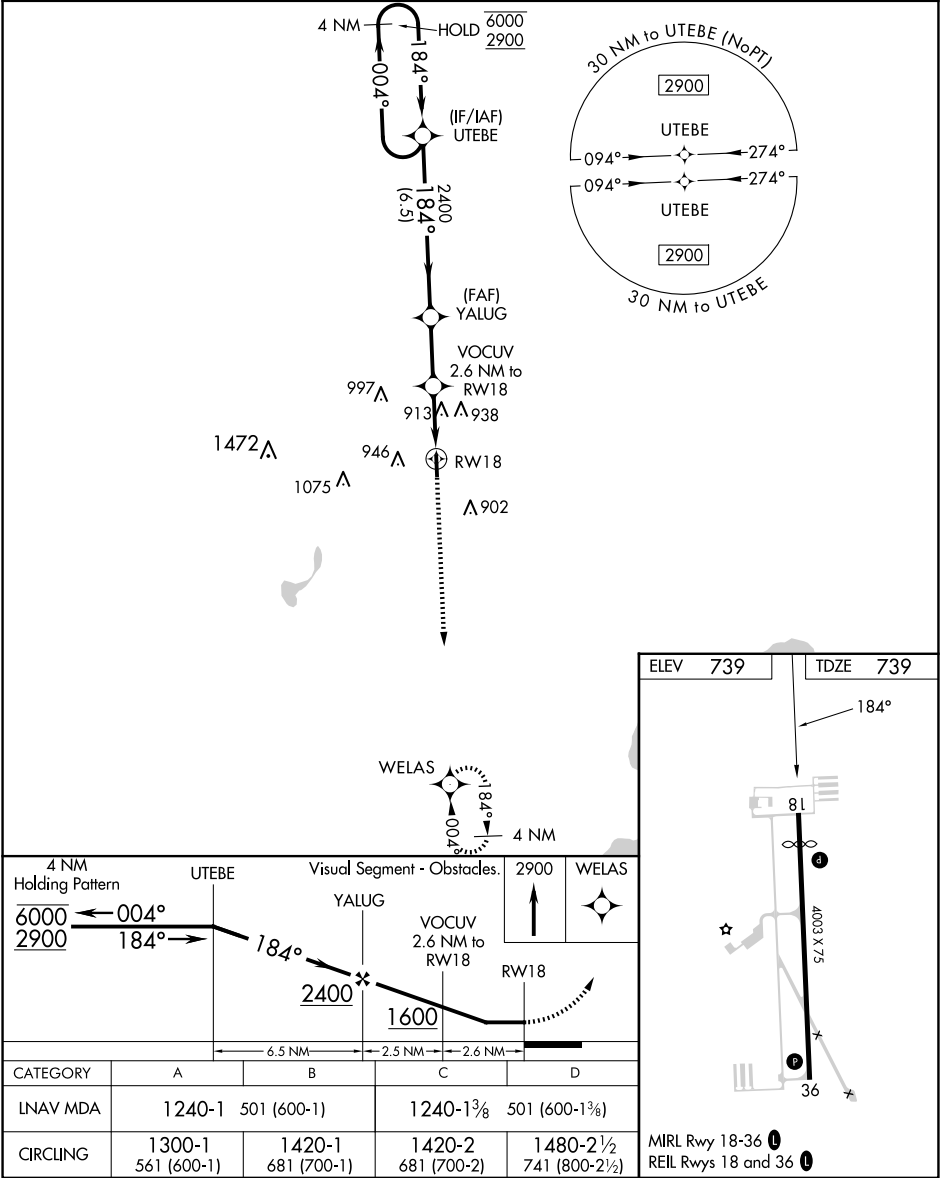 4 NM
HOLD 6000
2900
184°
004°
(IF/IAF)
UTEBE
2400
184°
(6.5)
(FAF)
YALUG
VOCUV
2.6 NM to
RW18
997
913
938
1472
946
RW18
1075
902
30 NM to UTEBE (NoPT)
2900
UTEBE
094°
274°
094°
274°
UTEBE
2900
30 NM to UTEBE
WELAS
184°
004°
4 NM
ELEV 739
TDZE 739
184°
18
P
4003 X 75
P
36
MIRL Rwy 18-36 L
REIL Rwys 18 and 36 L
4 NM
Holding Pattern
UTEBE
Visual Segment - Obstacles.
2900
WELAS
6000
2900
004°
184°
184°
YALUG
VOCUV
2.6 NM to
RW18
RW18
2400
1600
6.5 NM
2.5 NM
2.6 NM
CATEGORY A B C D
LNAV MDA 1240-1 501 (600-1) 1240-1⅜ 501 (600-1⅜)
CIRCLING 1300-1 1420-1 1420-2 1480-2½
561 (600-1) 681 (700-1) 681 (700-2) 741 (800-2½)